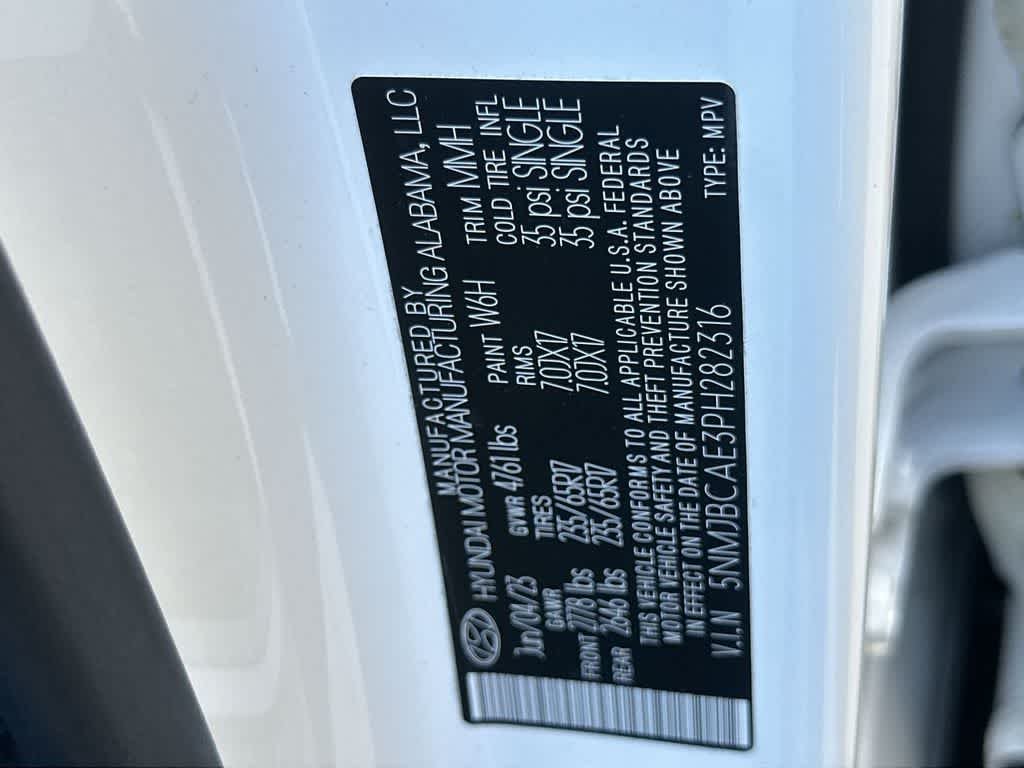 MANUFACTURED BY
HYUNDAI MOTOR MANUFACTURING ALABAMA, LLC
Jun/04/23 GVWR 4761 lbs PAINT W6H TRIM MMH
GAWR TIRES RIMS COLD TIRE INFL
FRONT 2778 lbs 235/65R17 7.0JX17 35 psi SINGLE
REAR 2646 lbs 235/65R17 7.0JX17 35 psi SINGLE
THIS VEHICLE CONFORMS TO ALL APPLICABLE U.S.A. FEDERAL
MOTOR VEHICLE SAFETY AND THEFT PREVENTION STANDARDS
IN EFFECT ON THE DATE OF MANUFACTURE SHOWN ABOVE
V.I.N 5NMJBCAE3PH282316 TYPE: MPV